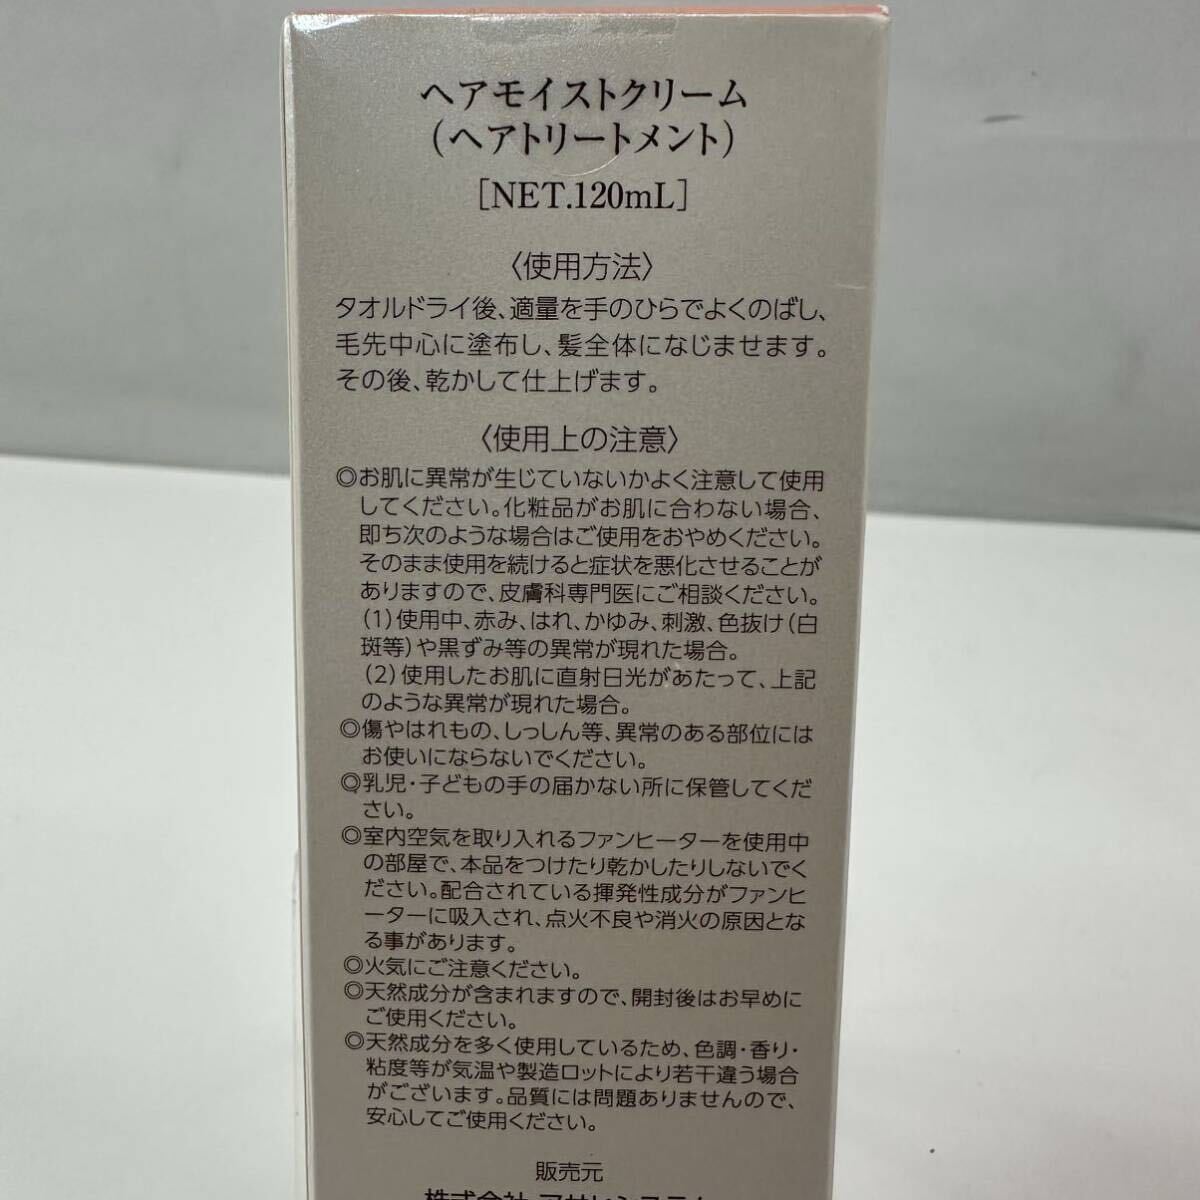 ヘアモイストクリーム
(ヘアトリートメント)
[NET.120mL]
〈使用方法〉
タオルドライ後、適量を手のひらでよくのばし、
毛先中心に塗布し、髪全体になじませます。
その後、乾かして仕上げます。
〈使用上の注意〉
◎お肌に異常が生じていないかよく注意して使用
してください。化粧品がお肌に合わない場合、
即ち次のような場合はご使用をおやめください。
そのまま使用を続けると症状を悪化させることが
ありますので、皮膚科専門医にご相談ください。
(1)使用中、赤み、はれ、かゆみ、刺激、色抜け(白
斑等)や黒ずみ等の異常が現れた場合。
(2)使用したお肌に直射日光があたって、上記
のような異常が現れた場合。
◎傷やはれもの、しっしん等、異常のある部位には
お使いにならないでください。
◎乳児・子どもの手の届かない所に保管してくだ
さい。
◎室内空気を取り入れるファンヒーターを使用中
の部屋で、本品をつけたり乾かしたりしないでく
ださい。配合されている揮発性成分がファンヒ
ーターに吸入され、点火不良や消火の原因とな
る事があります。
◎火気にご注意ください。
◎天然成分が含まれますので、開封後はお早めに
ご使用ください。
◎天然成分を多く使用しているため、色調・香り・
粘度等が気温や製造ロットにより若干違う場合
がございます。品質には問題ありませんので、
安心してご使用ください。
販売元
株式会社 アサヒシステム